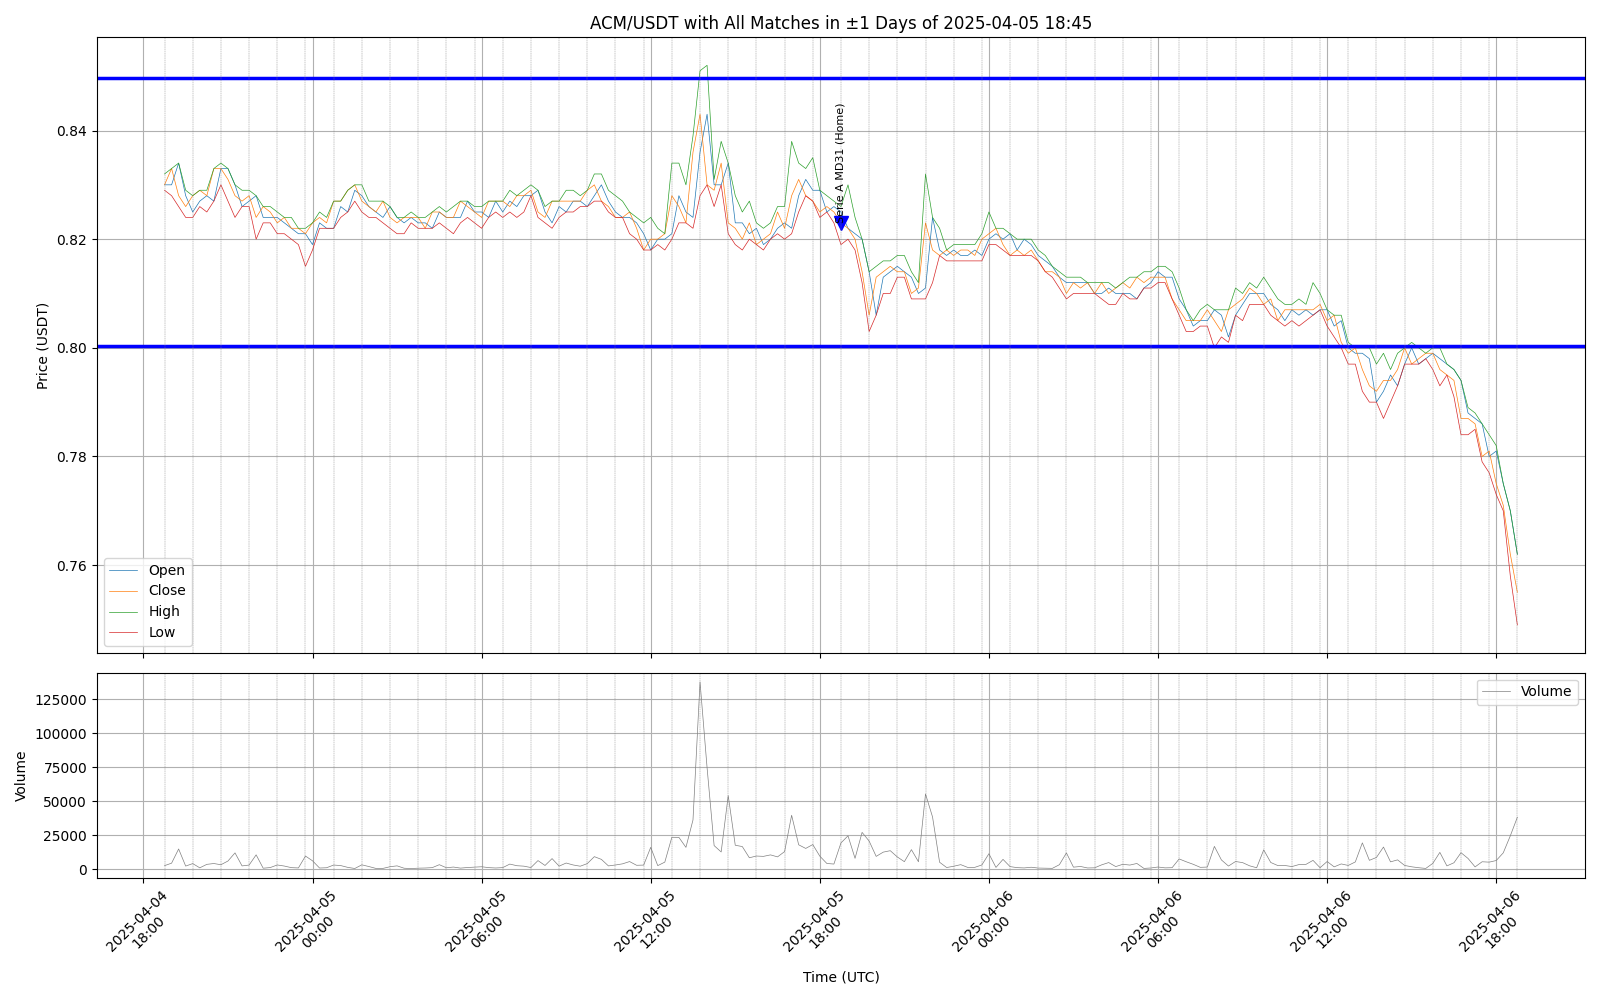 ACM/USDT with All Matches in ±1 Days of 2025-04-05 18:45
Price (USDT)
0.84
0.82
0.80
0.78
0.76
Serie A MD31 (Home)
Open
Close
High
Low
Volume
125000
100000
75000
50000
25000
0
Volume
2025-04-04
18:00
2025-04-05
00:00
2025-04-05
06:00
2025-04-05
12:00
2025-04-05
18:00
2025-04-06
00:00
2025-04-06
06:00
2025-04-06
12:00
2025-04-06
18:00
Time (UTC)